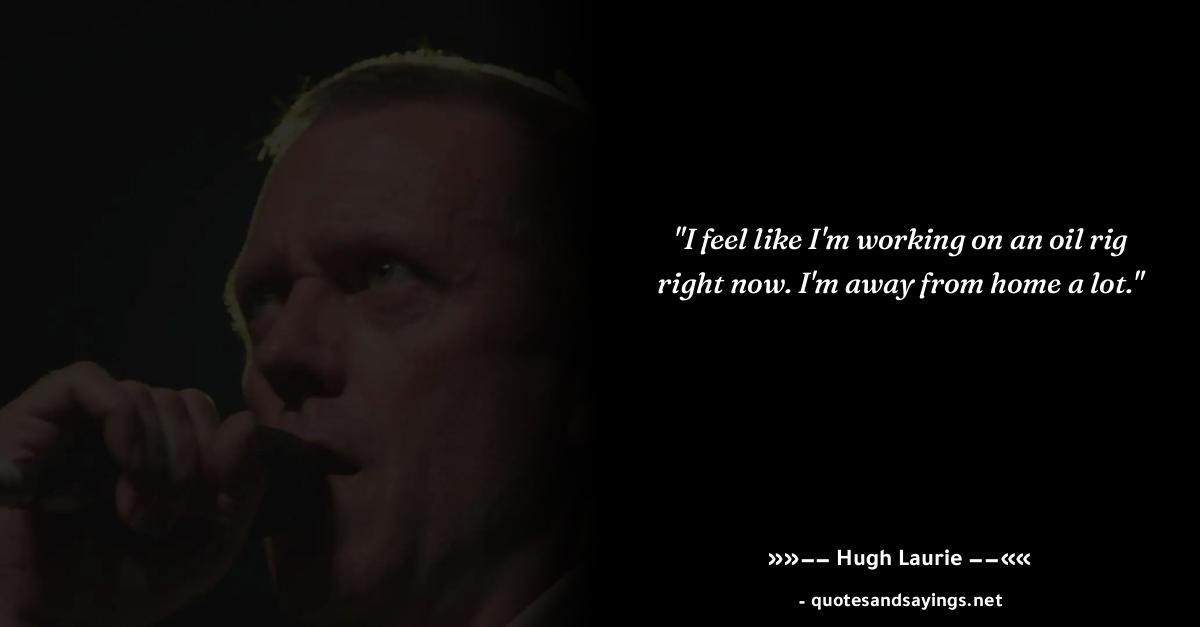 "I feel like I'm working on an oil rig
right now. I'm away from home a lot."
»»–– Hugh Laurie ––««
- quotesandsayings.net